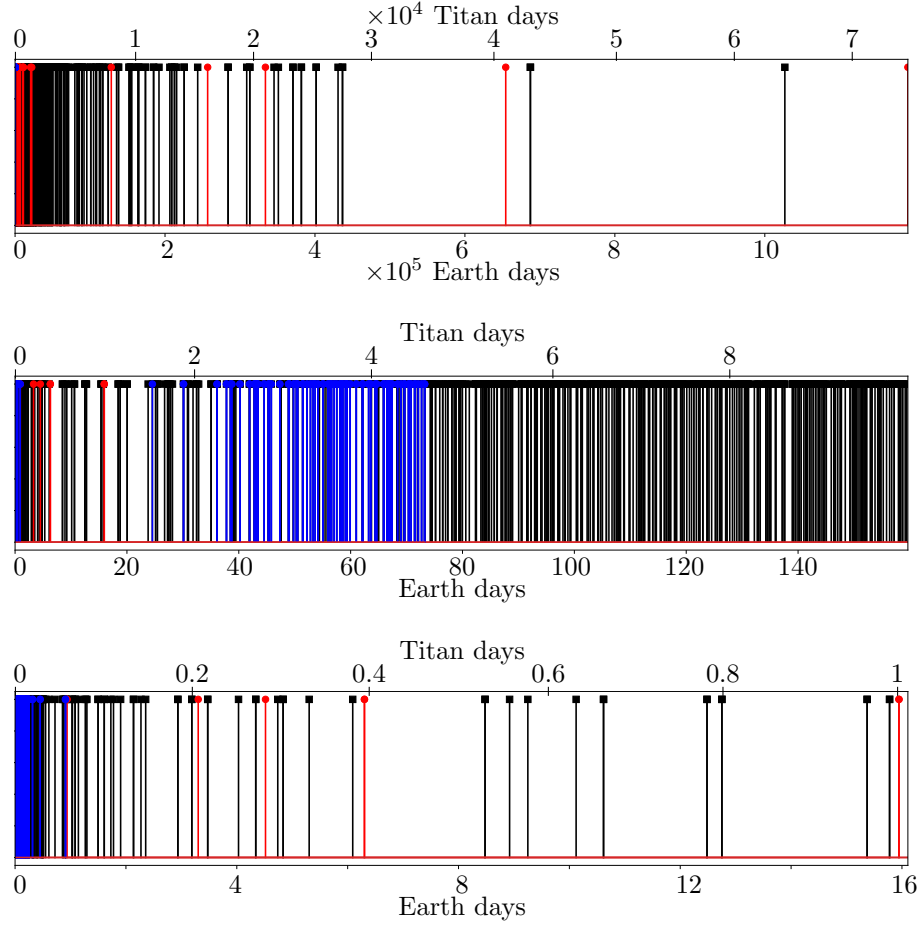 ×10⁴ Titan days
0 1 2 3 4 5 6 7
0 2 4 6 8 10
×10⁵ Earth days
Titan days
0 2 4 6 8
0 20 40 60 80 100 120 140
Earth days
Titan days
0 0.2 0.4 0.6 0.8 1
0 4 8 12 16
Earth days